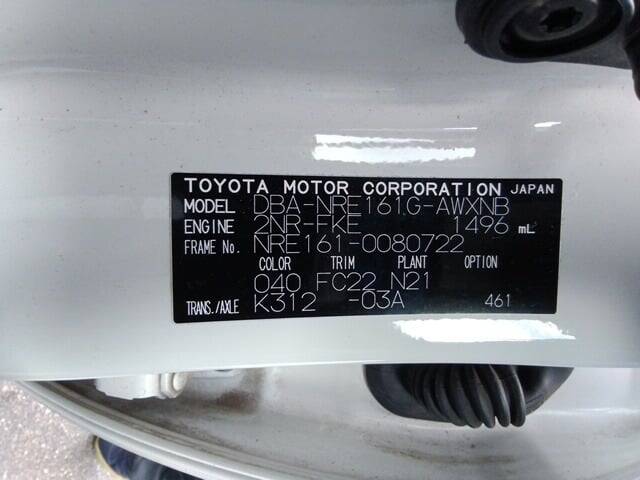 TOYOTA MOTOR CORPORATION JAPAN
MODEL DBA-NRE161G-AWXNB
ENGINE 2NR-FKE 1496 mL
FRAME No. NRE161-0080722
COLOR TRIM PLANT OPTION
040 FC22 N21
TRANS./AXLE K312 -03A 461